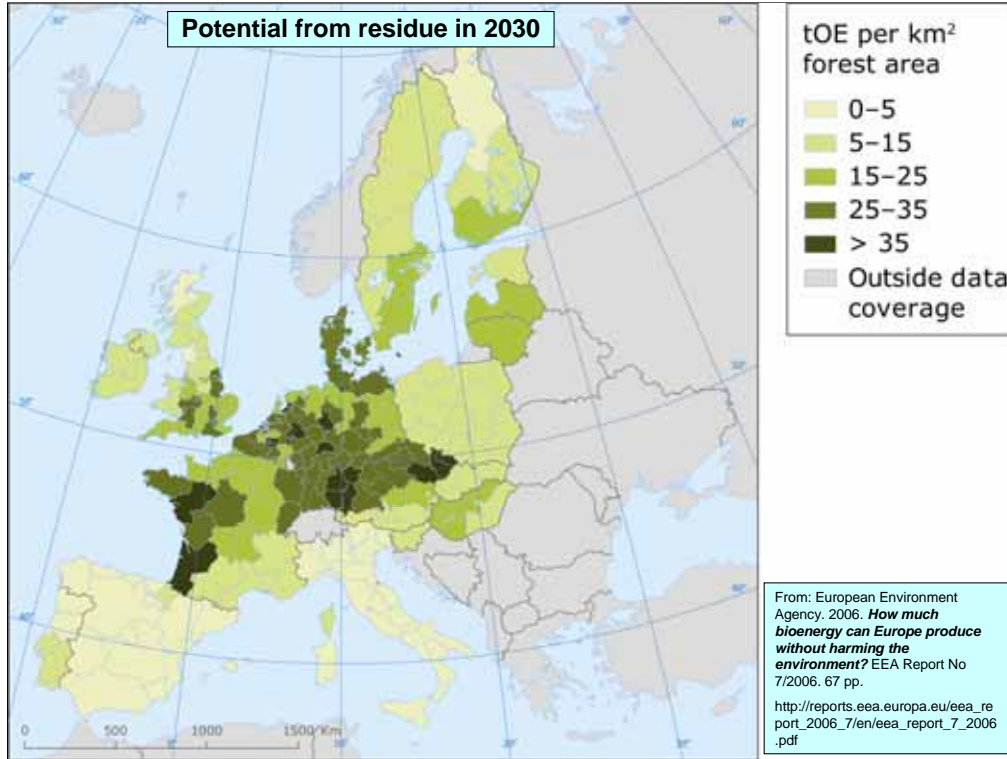 Potential from residue in 2030
tOE per km²
forest area
0–5
5–15
15–25
25–35
> 35
Outside data
coverage
From: European Environment
Agency. 2006. How much
bioenergy can Europe produce
without harming the
environment? EEA Report No
7/2006. 67 pp.
http://reports.eea.europa.eu/eea_re
port_2006_7/en/eea_report_7_2006
.pdf
0 500 1000 1500 Km